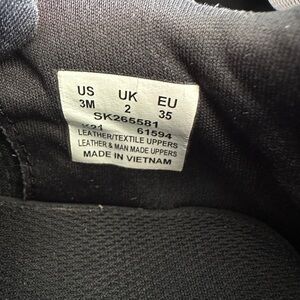 US UK EU
3M 2 35
SK265581
61594
LEATHER/TEXTILE UPPERS
LEATHER & MAN MADE UPPERS
MADE IN VIETNAM